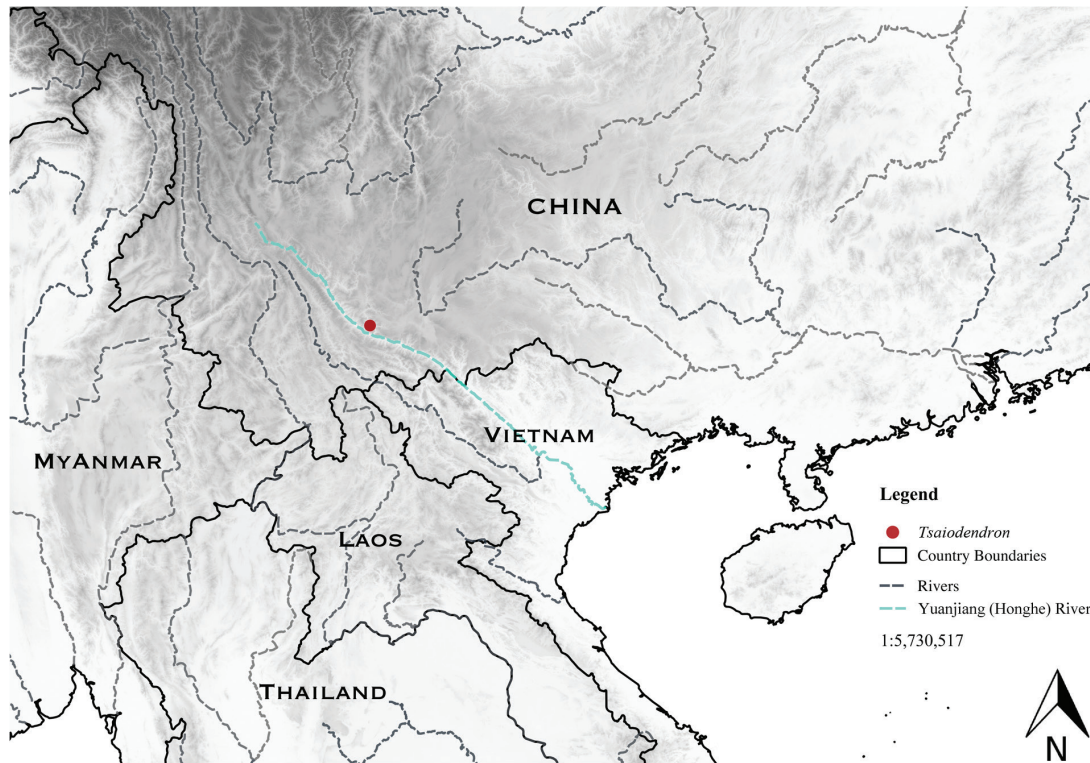 CHINA
VIETNAM
MYANMAR
LAOS
THAILAND
Legend
Tsaiodendron
Country Boundaries
Rivers
Yuanjiang (Honghe) River
1:5,730,517
N